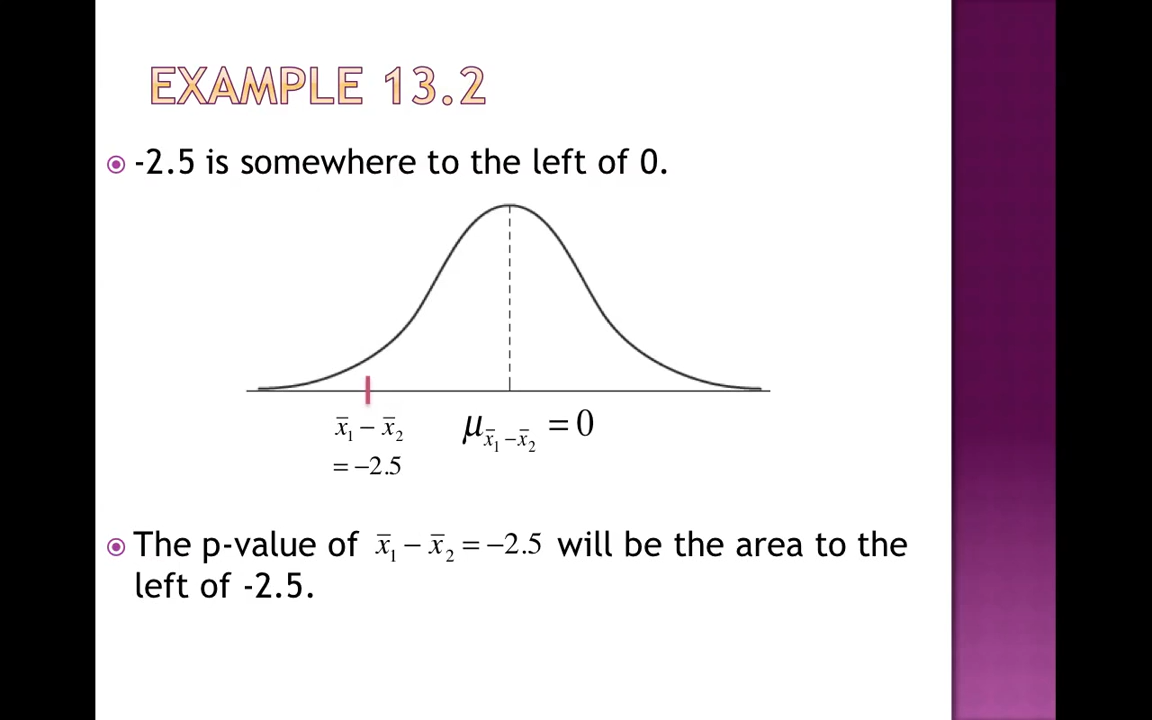 EXAMPLE 13.2
-2.5 is somewhere to the left of 0.
x̄₁ − x̄₂
= −2.5
μ x̄₁ − x̄₂ = 0
The p-value of x̄₁ − x̄₂ = −2.5 will be the area to the
left of -2.5.